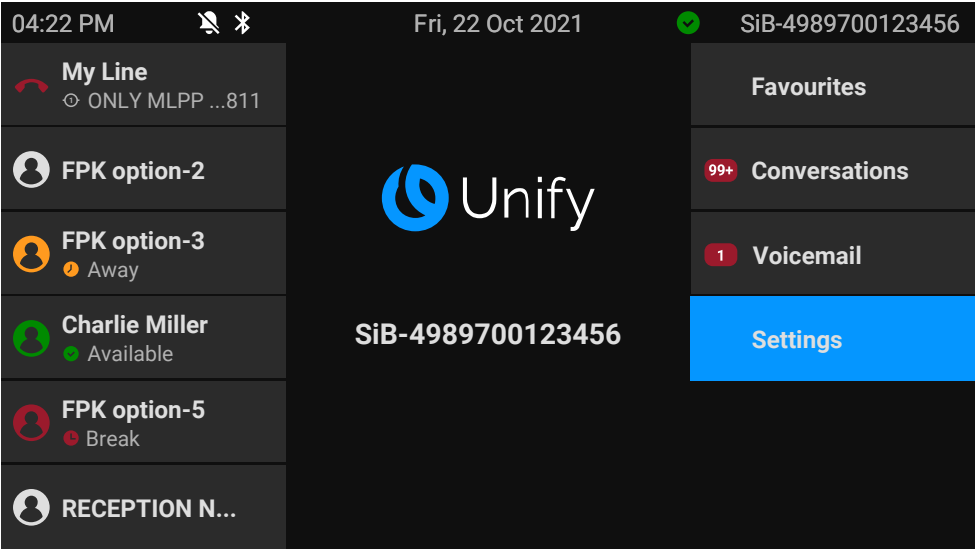 04:22 PM
Fri, 22 Oct 2021
SiB-4989700123456
My Line
ONLY MLPP ...811
FPK option-2
FPK option-3
Away
Charlie Miller
Available
FPK option-5
Break
RECEPTION N...
Unify
SiB-4989700123456
Favourites
99+ Conversations
1 Voicemail
Settings